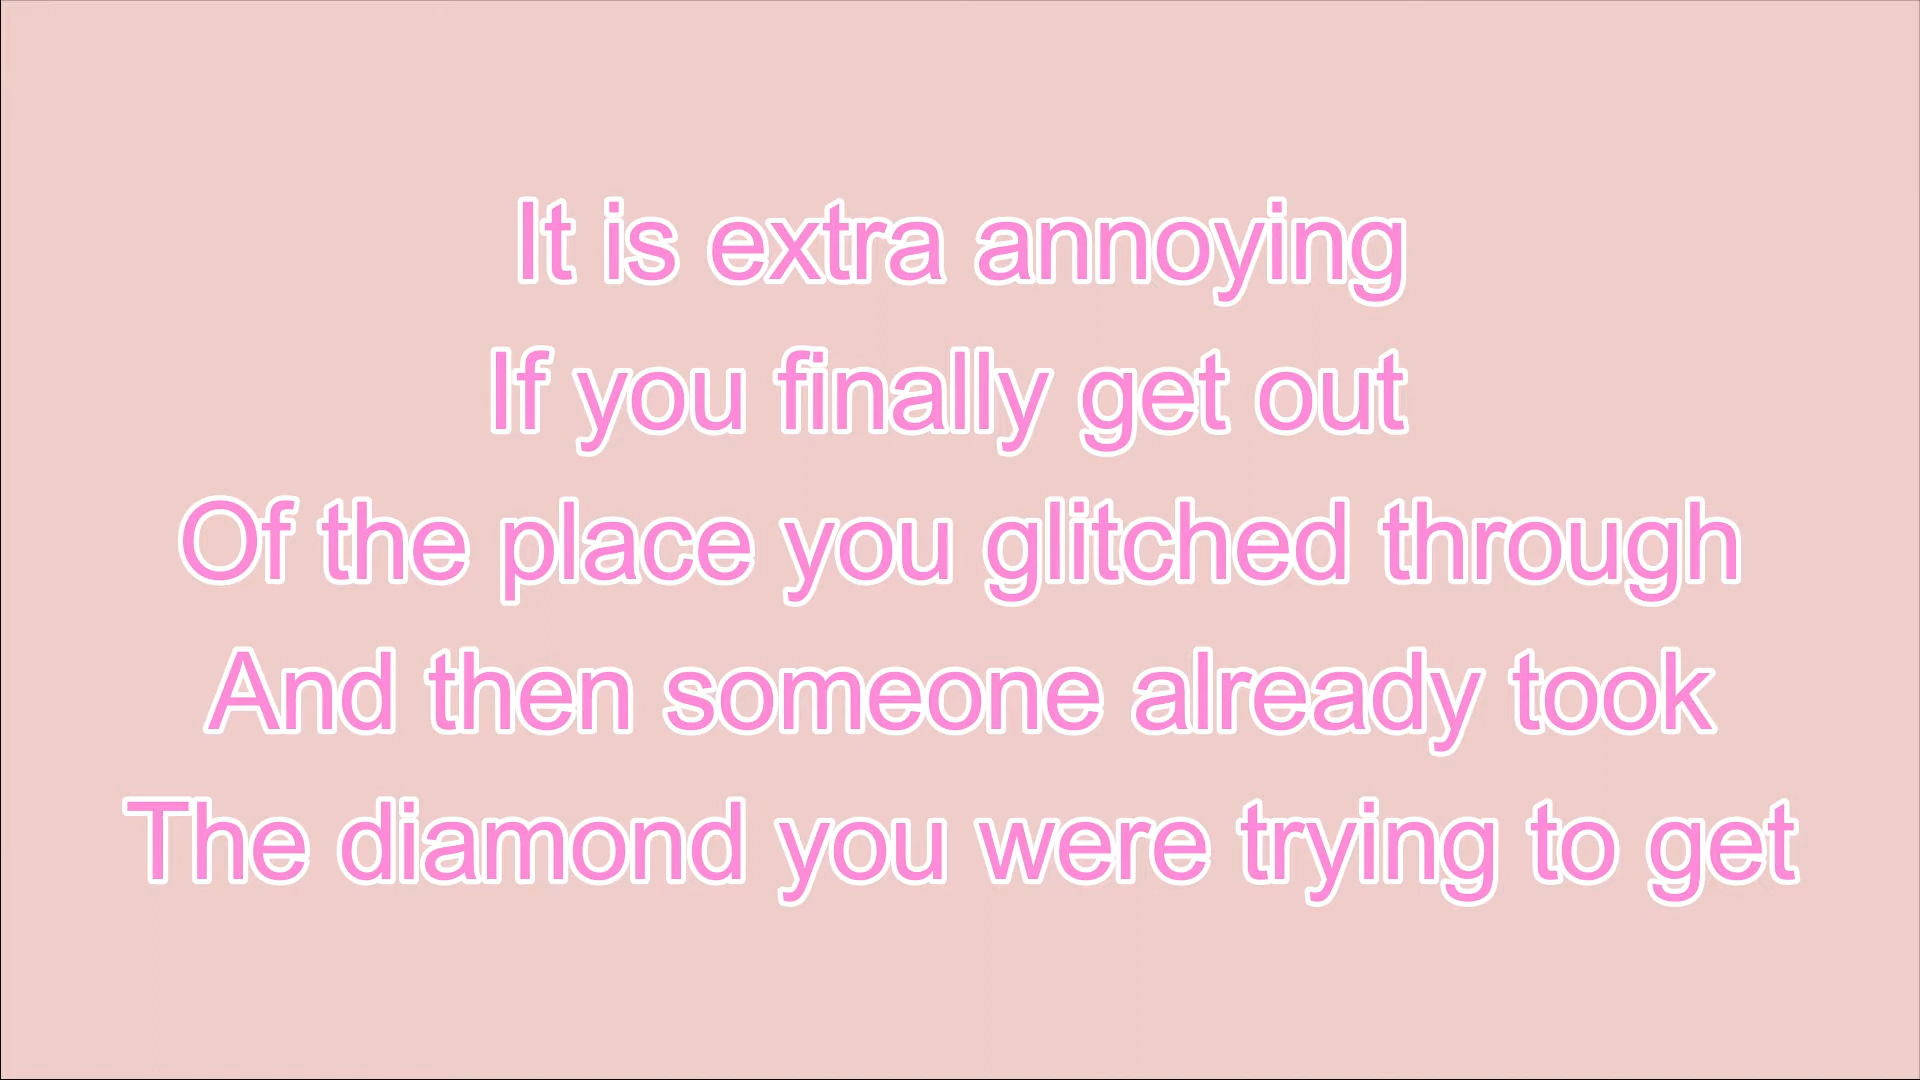 It is extra annoying
If you finally get out
Of the place you glitched through
And then someone already took
The diamond you were trying to get